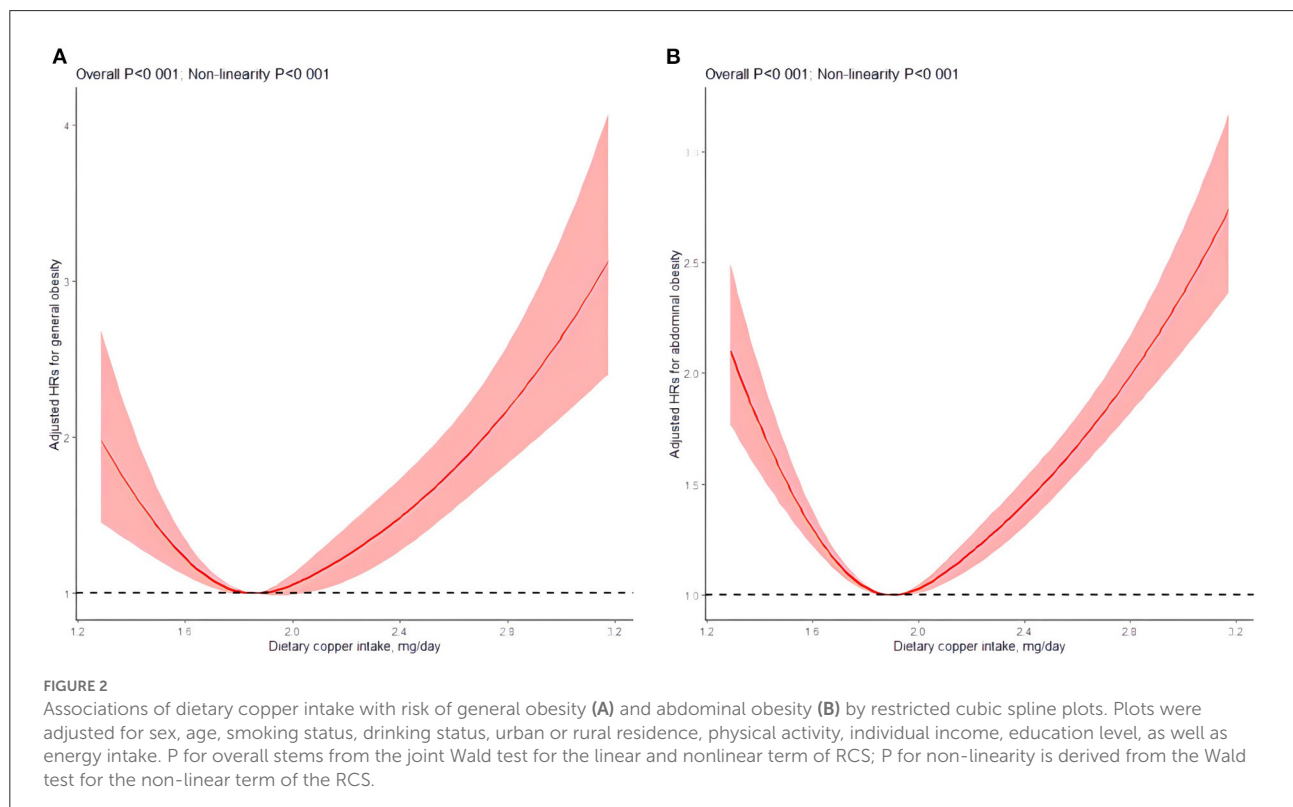 A
Overall P<0 001; Non-linearity P<0 001
4
3
2
1
Adjusted HRs for general obesity
1.2 1.6 2.0 2.4 2.8 3.2
Dietary copper intake, mg/day
B
Overall P<0 001; Non-linearity P<0 001
2.5
2.0
1.5
1.0
Adjusted HRs for abdominal obesity
1.2 1.6 2.0 2.4 2.8 3.2
Dietary copper intake, mg/day
FIGURE 2
Associations of dietary copper intake with risk of general obesity (A) and abdominal obesity (B) by restricted cubic spline plots. Plots were
adjusted for sex, age, smoking status, drinking status, urban or rural residence, physical activity, individual income, education level, as well as
energy intake. P for overall stems from the joint Wald test for the linear and nonlinear term of RCS; P for non-linearity is derived from the Wald
test for the non-linear term of the RCS.